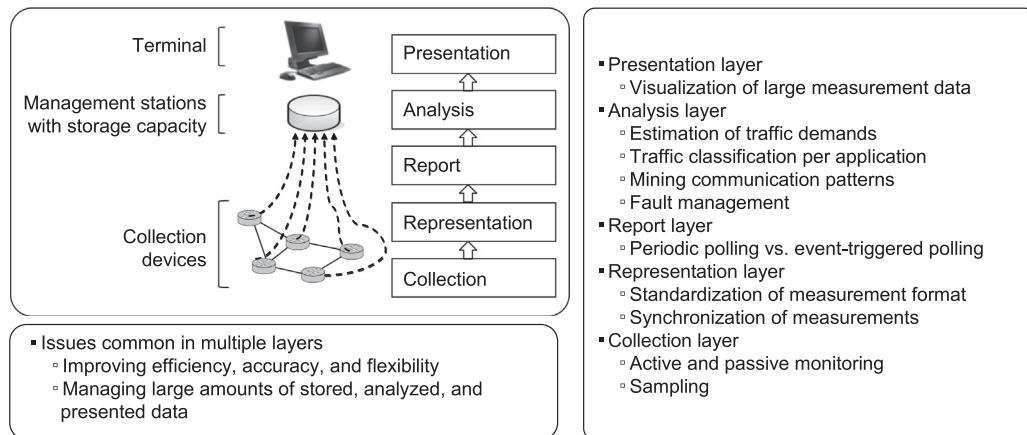 Terminal
Management stations
with storage capacity
Collection
devices
Presentation
Analysis
Report
Representation
Collection
▪ Issues common in multiple layers
▫ Improving efficiency, accuracy, and flexibility
▫ Managing large amounts of stored, analyzed, and
presented data
▪ Presentation layer
▫ Visualization of large measurement data
▪ Analysis layer
▫ Estimation of traffic demands
▫ Traffic classification per application
▫ Mining communication patterns
▫ Fault management
▪ Report layer
▫ Periodic polling vs. event-triggered polling
▪ Representation layer
▫ Standardization of measurement format
▫ Synchronization of measurements
▪ Collection layer
▫ Active and passive monitoring
▫ Sampling